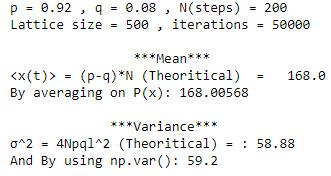 p = 0.92 , q = 0.08 , N(steps) = 200
Lattice size = 500 , iterations = 50000
***Mean***
<x(t)> = (p-q)*N (Theoritical) = 168.0
By averaging on P(x): 168.00568
***Variance***
σ^2 = 4Npql^2 (Theoritical) = : 58.88
And By using np.var(): 59.2